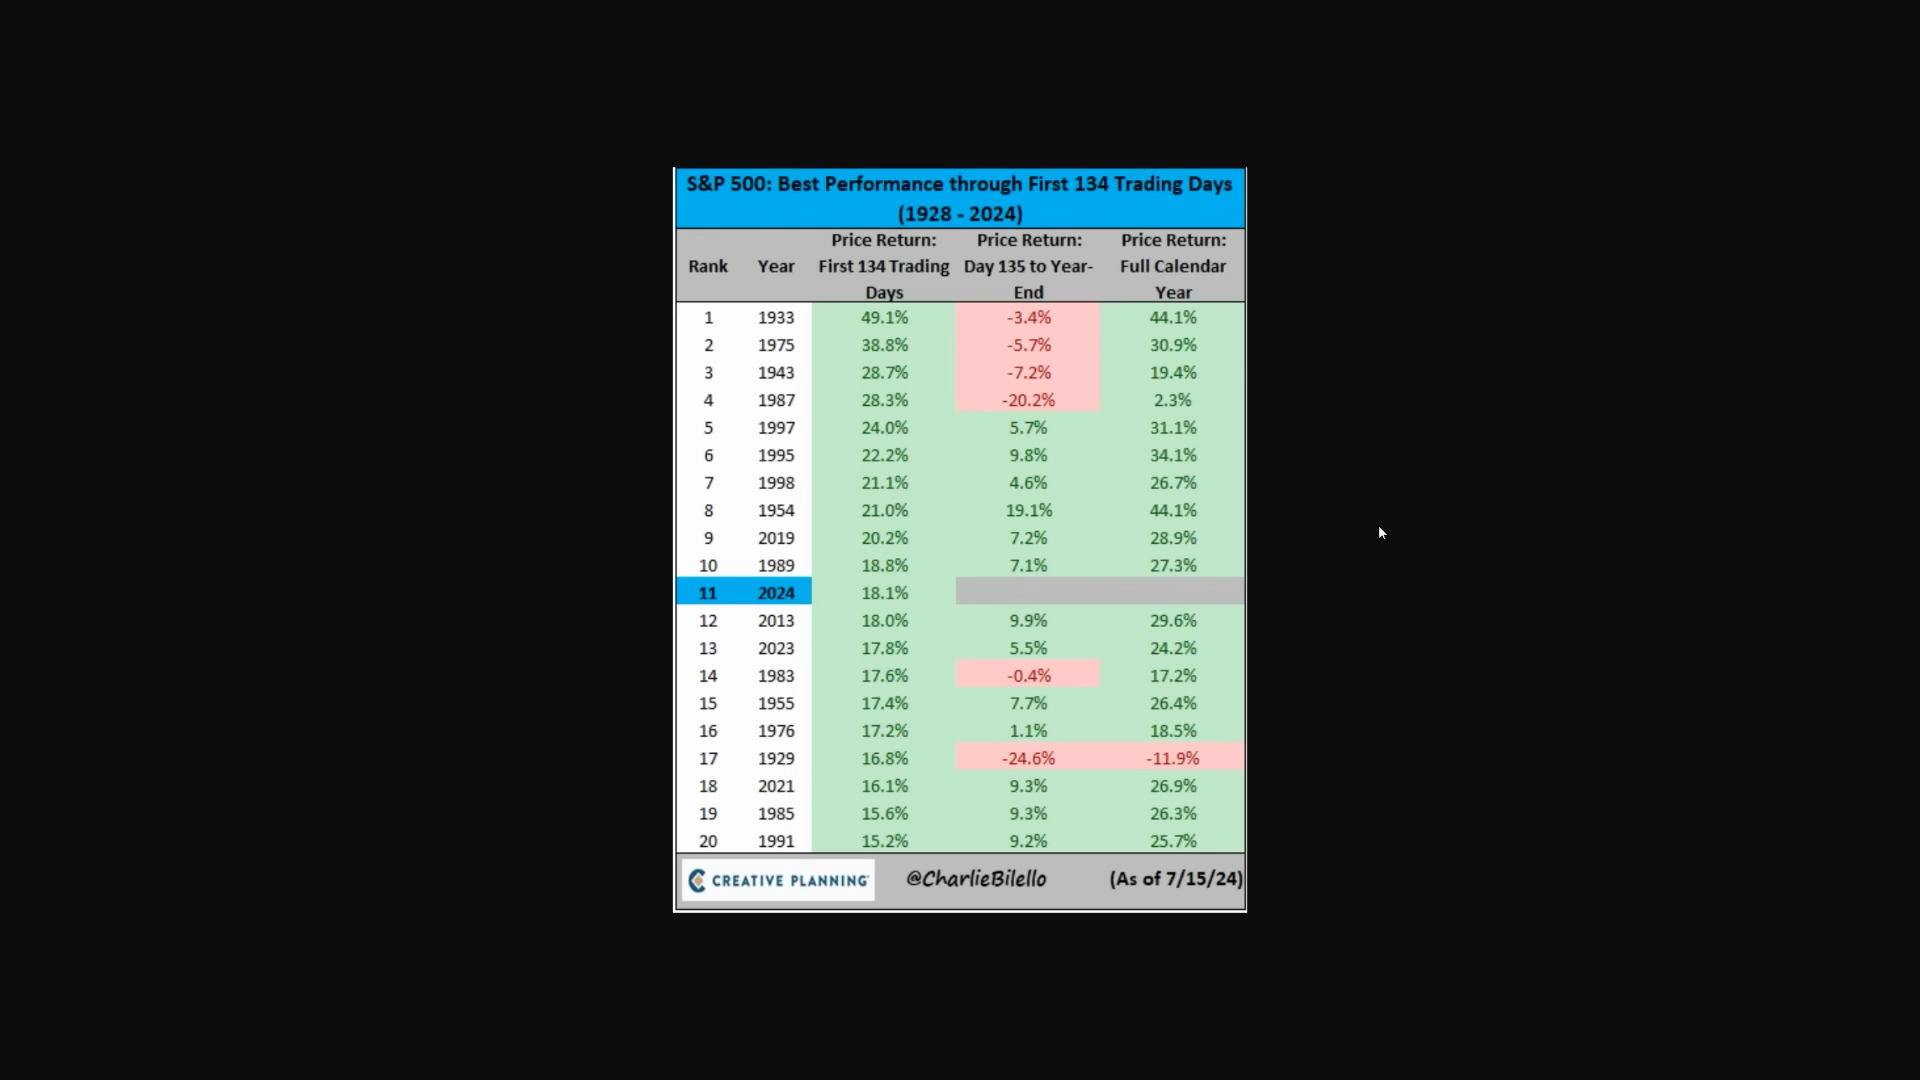 S&P 500: Best Performance through First 134 Trading Days
(1928 - 2024)
Rank Year Price Return: First 134 Trading Days Price Return: Day 135 to Year-End Price Return: Full Calendar Year
1 1933 49.1% -3.4% 44.1%
2 1975 38.8% -5.7% 30.9%
3 1943 28.7% -7.2% 19.4%
4 1987 28.3% -20.2% 2.3%
5 1997 24.0% 5.7% 31.1%
6 1995 22.2% 9.8% 34.1%
7 1998 21.1% 4.6% 26.7%
8 1954 21.0% 19.1% 44.1%
9 2019 20.2% 7.2% 28.9%
10 1989 18.8% 7.1% 27.3%
11 2024 18.1%
12 2013 18.0% 9.9% 29.6%
13 2023 17.8% 5.5% 24.2%
14 1983 17.6% -0.4% 17.2%
15 1955 17.4% 7.7% 26.4%
16 1976 17.2% 1.1% 18.5%
17 1929 16.8% -24.6% -11.9%
18 2021 16.1% 9.3% 26.9%
19 1985 15.6% 9.3% 26.3%
20 1991 15.2% 9.2% 25.7%
CREATIVE PLANNING @CharlieBilello (As of 7/15/24)